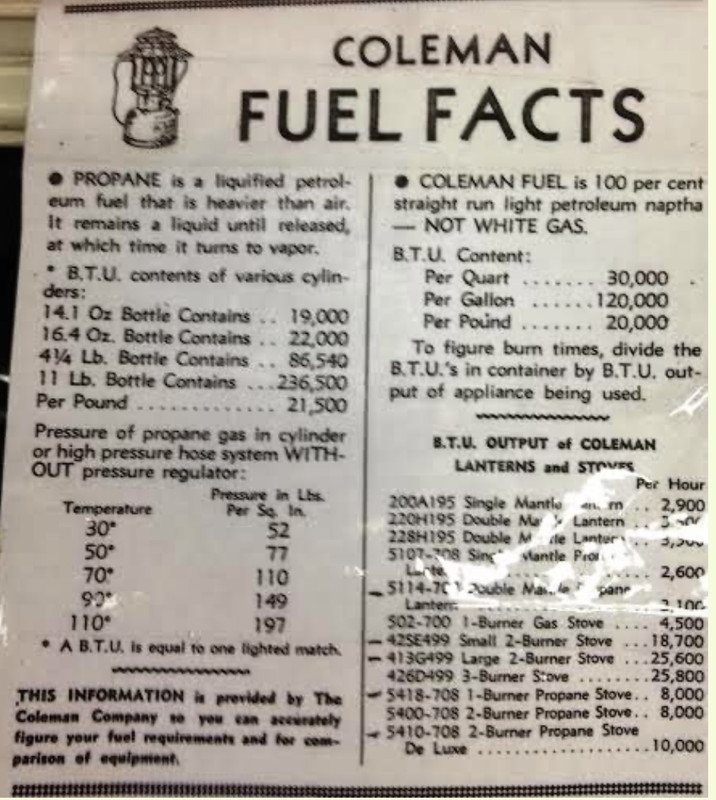 COLEMAN
FUEL FACTS
● PROPANE is a liquified petrol-
eum fuel that is heavier than air.
It remains a liquid until released,
at which time it turns to vapor.
* B.T.U. contents of various cylin-
ders:
14.1 Oz Bottle Contains .. 19,000
16.4 Oz. Bottle Contains .. 22,000
4¼ Lb. Bottle Contains .. 86,540
11 Lb. Bottle Contains ...236,500
Per Pound ............. 21,500
Pressure of propane gas in cylinder
or high pressure hose system WITH-
OUT pressure regulator:
Temperature Pressure in Lbs.
Per Sq. In.
30° 52
50° 77
70° 110
90° 149
110° 197
* A B.T.U. is equal to one lighted match.
THIS INFORMATION is provided by The
Coleman Company so you can accurately
figure your fuel requirements and for com-
parison of equipment.
● COLEMAN FUEL is 100 per cent
straight run light petroleum naptha
— NOT WHITE GAS.
B.T.U. Content:
Per Quart ....... 30,000
Per Gallon ......120,000
Per Pound ....... 20,000
To figure burn times, divide the
B.T.U.'s in container by B.T.U. out-
put of appliance being used.
B.T.U. OUTPUT of COLEMAN
LANTERNS and STOVES
Per Hour
200A195 Single Mantle .. 2,900
220H195 Double Lantern ..
228H195 Double Lantern ..
5107-708 Mantle
........ 2,600
Double
Lantern
502-700 1-Burner Gas Stove .... 4,500
425E499 Small 2-Burner Stove ...18,700
413G499 Large 2-Burner Stove ...25,600
426D499 3-Burner Stove ........25,800
5418-708 1-Burner Propane Stove.. 8,000
5400-708 2-Burner Propane Stove.. 8,000
5410-708 2-Burner Propane Stove
De Luxe ..................10,000